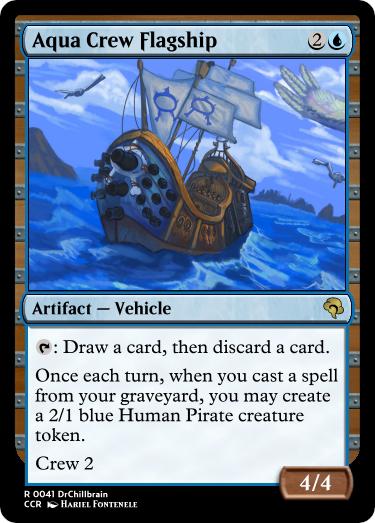 Aqua Crew Flagship 2
Artifact — Vehicle
: Draw a card, then discard a card.
Once each turn, when you cast a spell
from your graveyard, you may create
a 2/1 blue Human Pirate creature
token.
Crew 2
4/4
R 0041 DrChillbrain
CCR Hariel Fontenele